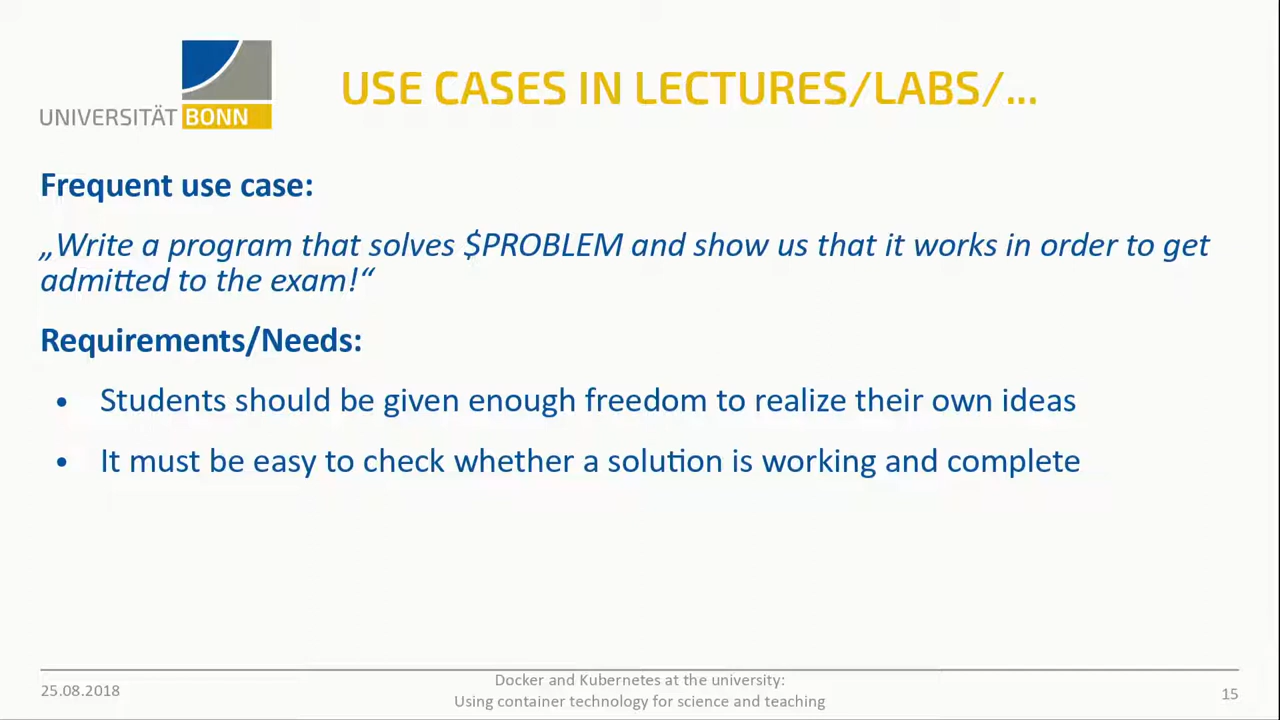 UNIVERSITÄT BONN
USE CASES IN LECTURES/LABS/...
Frequent use case:
„Write a program that solves $PROBLEM and show us that it works in order to get
admitted to the exam!“
Requirements/Needs:
• Students should be given enough freedom to realize their own ideas
• It must be easy to check whether a solution is working and complete
25.08.2018
Docker and Kubernetes at the university:
Using container technology for science and teaching
15